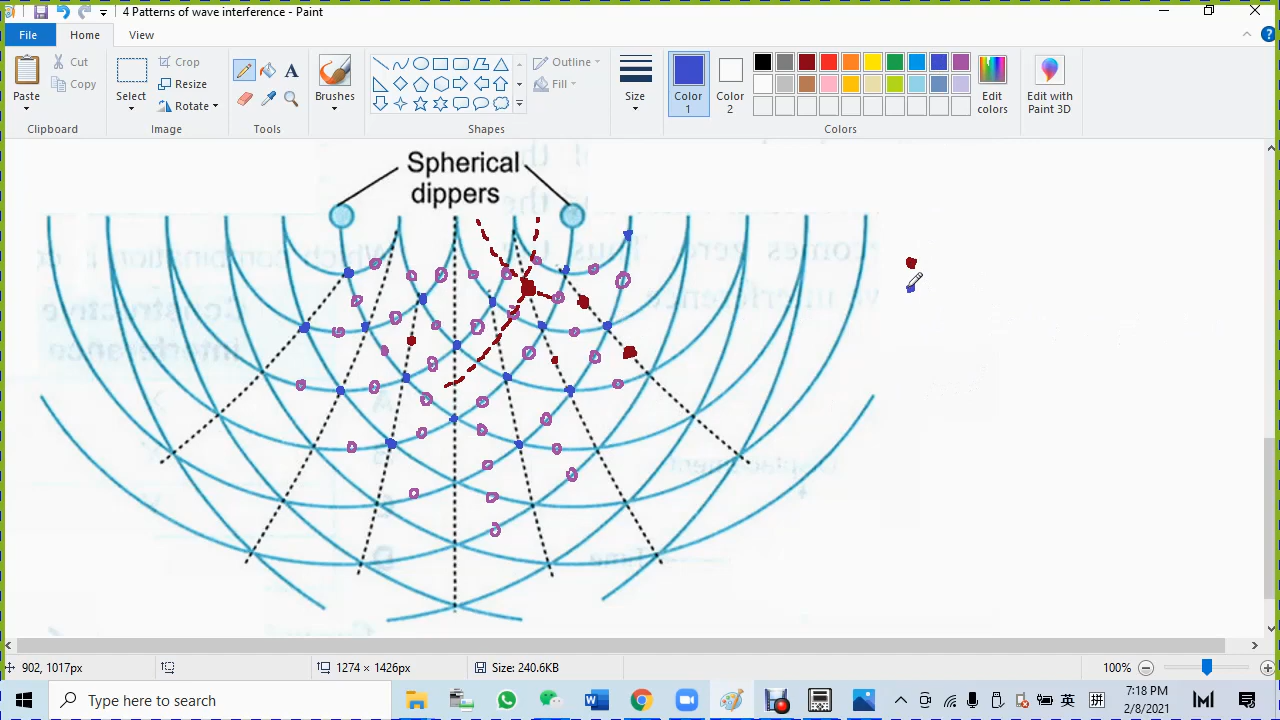 4 Patterns of wave interference - Paint
File
Home
View
Paste
Cut
Copy
Clipboard
Select
Crop
Resize
Rotate
Image
A
Tools
Brushes
Shapes
Outline
Fill
Size
Color
1
Color
2
Colors
Edit
colors
Edit with
Paint 3D
Spherical
dippers
902, 1017px
1274 × 1426px
Size: 240.6KB
100%
Type here to search
英
拼
7:18 PM
2/8/2021